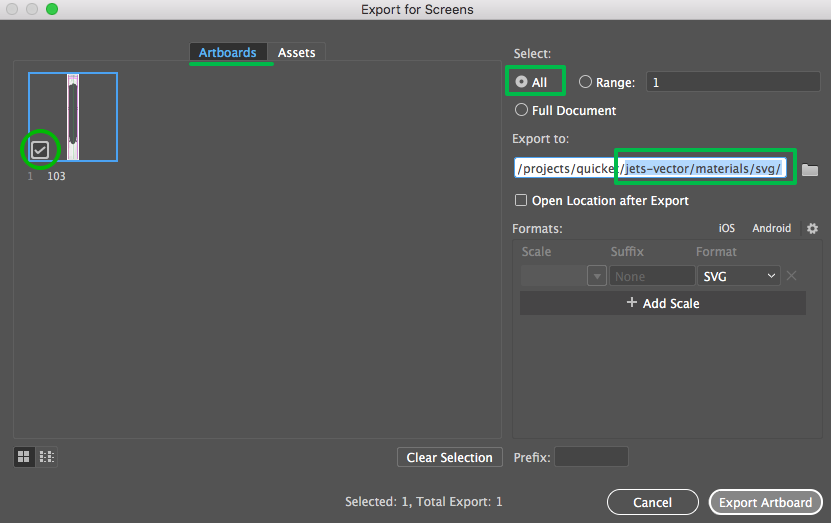 Export for Screens
Artboards Assets
1 103
Clear Selection
Select:
All Range: 1
Full Document
Export to:
/projects/quicket/jets-vector/materials/svg/
Open Location after Export
Formats: iOS Android
Scale Suffix Format
None SVG
+ Add Scale
Prefix:
Selected: 1, Total Export: 1
Cancel Export Artboard